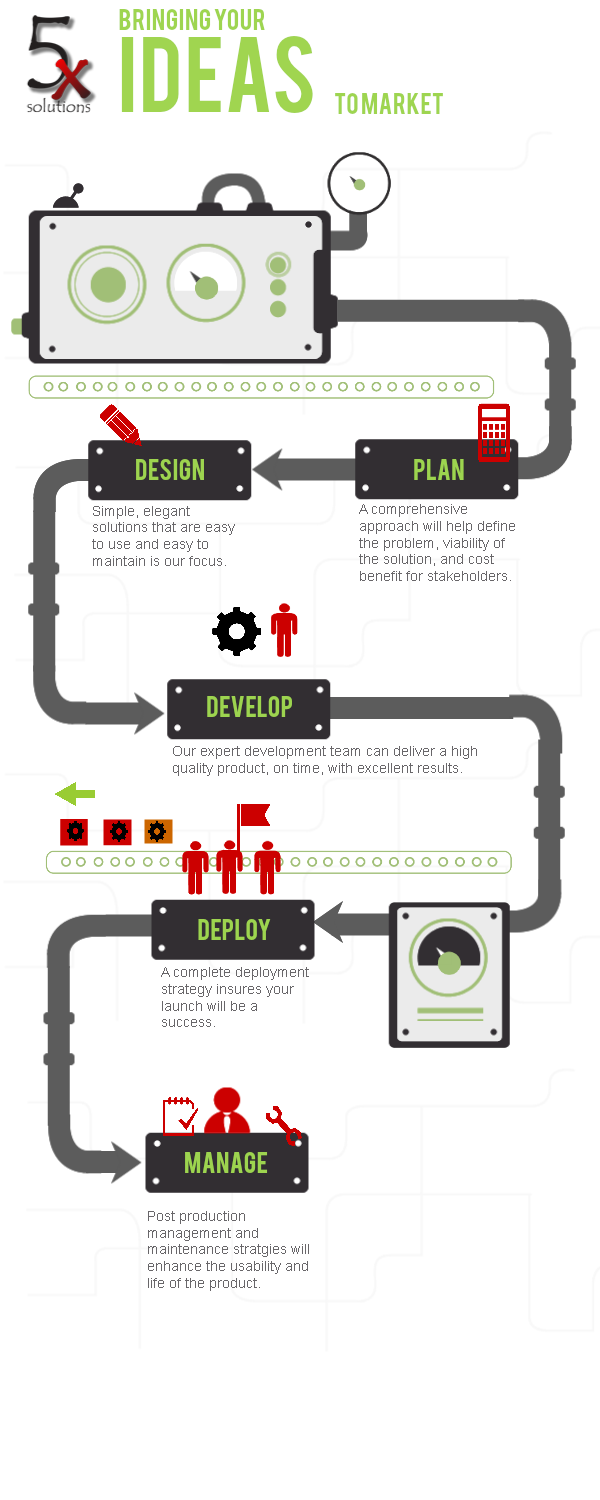 5x
solutions
BRINGING YOUR
IDEAS
TO MARKET
DESIGN
Simple, elegant
solutions that are easy
to use and easy to
maintain is our focus.
PLAN
A comprehensive
approach will help define
the problem, viability of
the solution, and cost
benefit for stakeholders.
DEVELOP
Our expert development team can deliver a high
quality product, on time, with excellent results.
DEPLOY
A complete deployment
strategy insures your
launch will be a
success.
MANAGE
Post production
management and
maintenance stratgies will
enhance the usability and
life of the product.